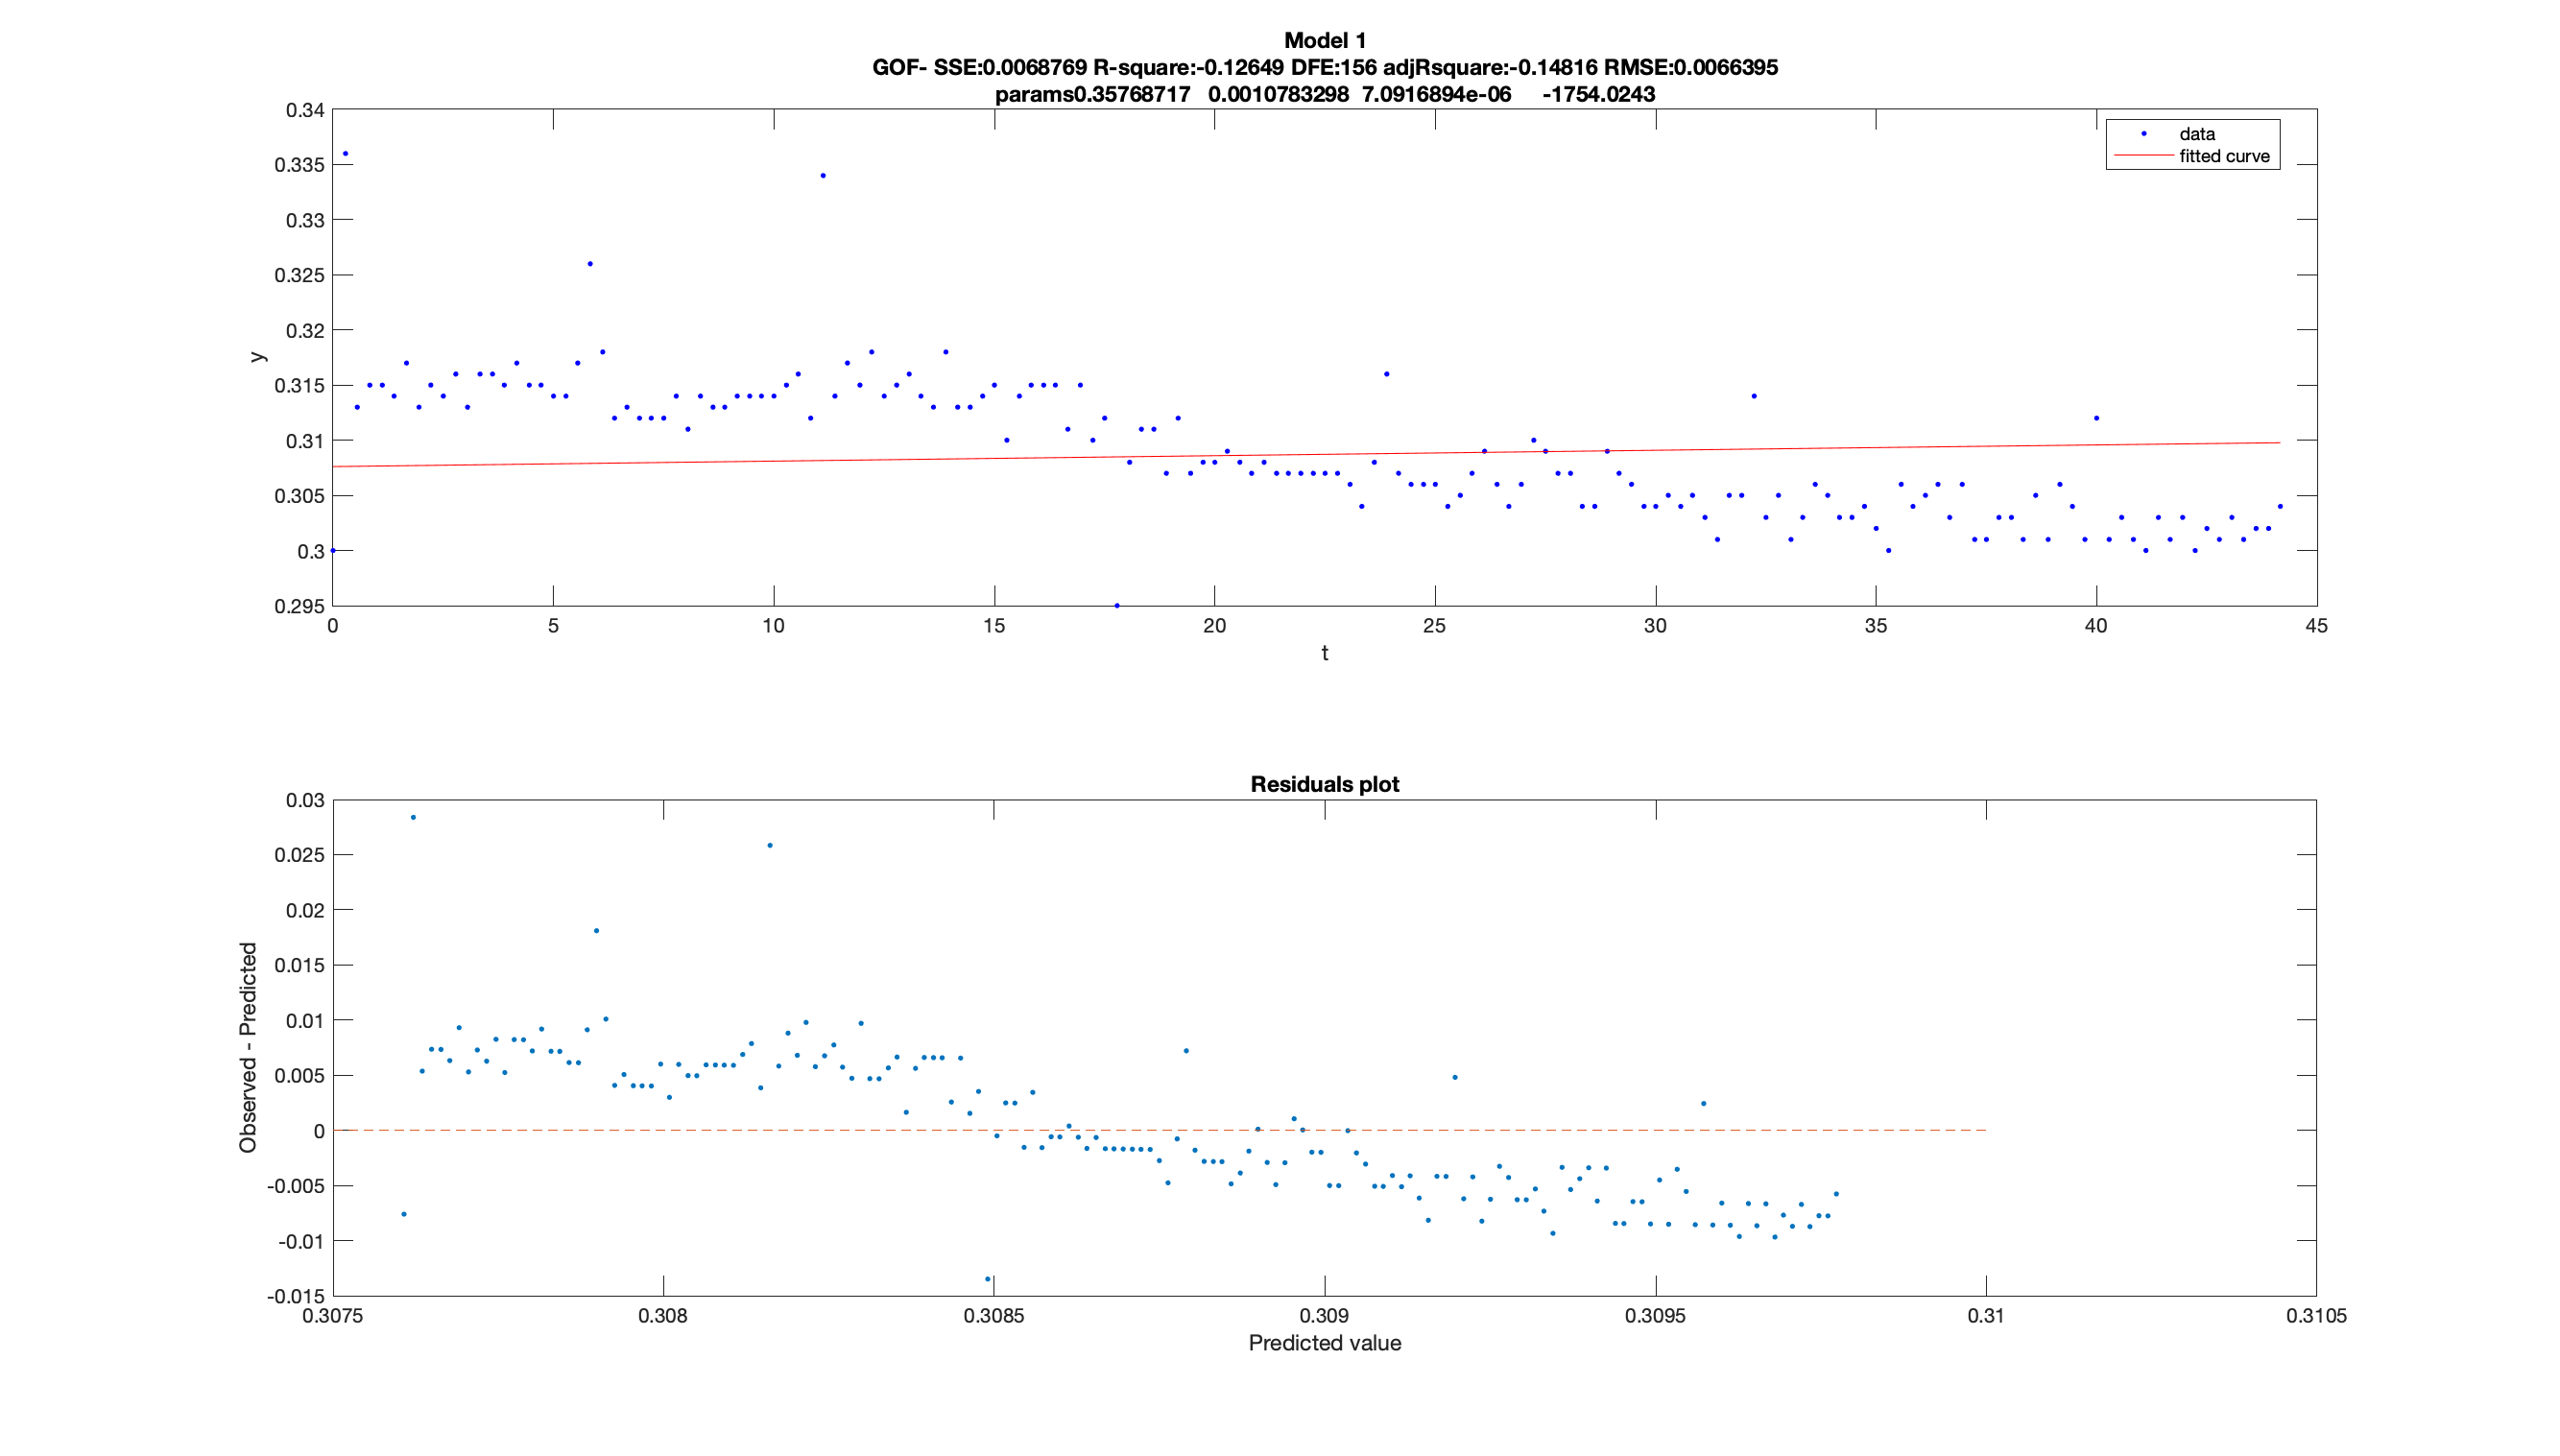 Model 1
GOF- SSE:0.0068769 R-square:-0.12649 DFE:156 adjRsquare:-0.14816 RMSE:0.0066395
params0.35768717   0.0010783298  7.0916894e-06     -1754.0243
0.34
0.335
0.33
0.325
0.32
0.315
0.31
0.305
0.3
0.295
y
data
fitted curve
0 5 10 15 20 25 30 35 40 45
t
Residuals plot
0.03
0.025
0.02
0.015
0.01
0.005
0
-0.005
-0.01
-0.015
Observed - Predicted
0.3075 0.308 0.3085 0.309 0.3095 0.31 0.3105
Predicted value